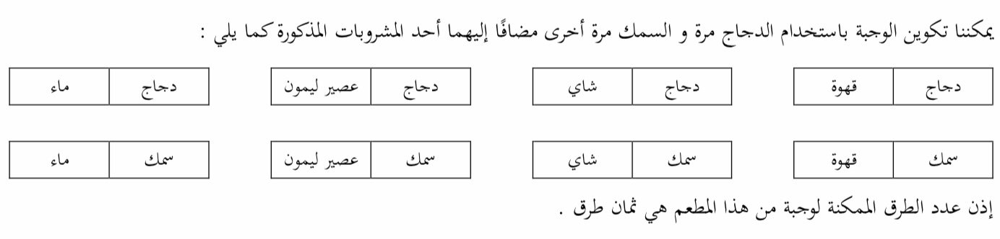 يمكننا تكوين الوجبة باستخدام الدجاج مرة و السمك مرة أخرى مضافًا إليهما أحد المشروبات المذكورة كما يلي :
دجاج قهوة دجاج شاي دجاج عصير ليمون دجاج ماء
سمك قهوة سمك شاي سمك عصير ليمون سمك ماء
إذن عدد الطرق الممكنة لوجبة من هذا المطعم هي ثمان طرق .